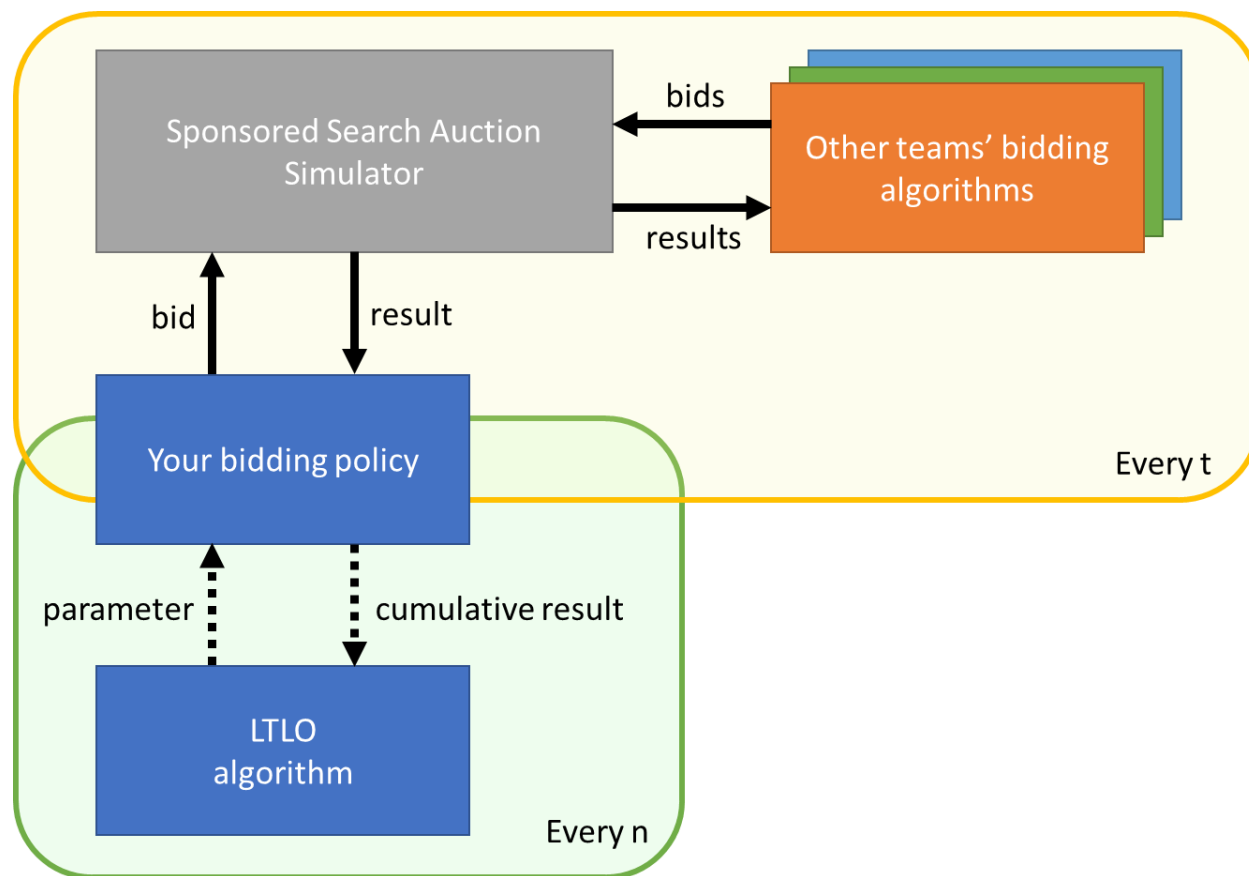 Sponsored Search Auction
Simulator
bids
results
Other teams’ bidding
algorithms
bid
result
Your bidding policy
Every t
parameter
cumulative result
LTLO
algorithm
Every n